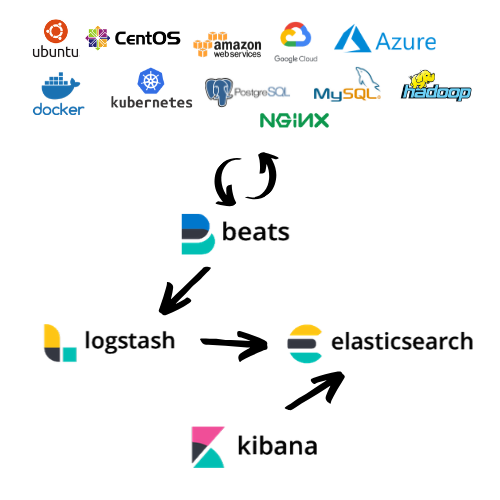 ubuntu
CentOS
amazon
webservices
Google Cloud
Azure
docker
kubernetes
PostgreSQL
MySQL
hadoop
NGiNX
beats
logstash
elasticsearch
kibana